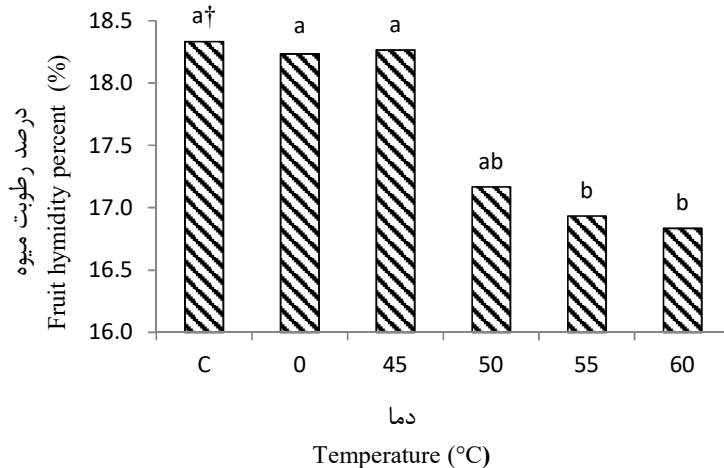 درصد رطوبت میوه
Fruit hymidity percent (%)
18.5
18.0
17.5
17.0
16.5
16.0
a†
a
a
ab
b
b
C
0
45
50
55
60
دما
Temperature (°C)